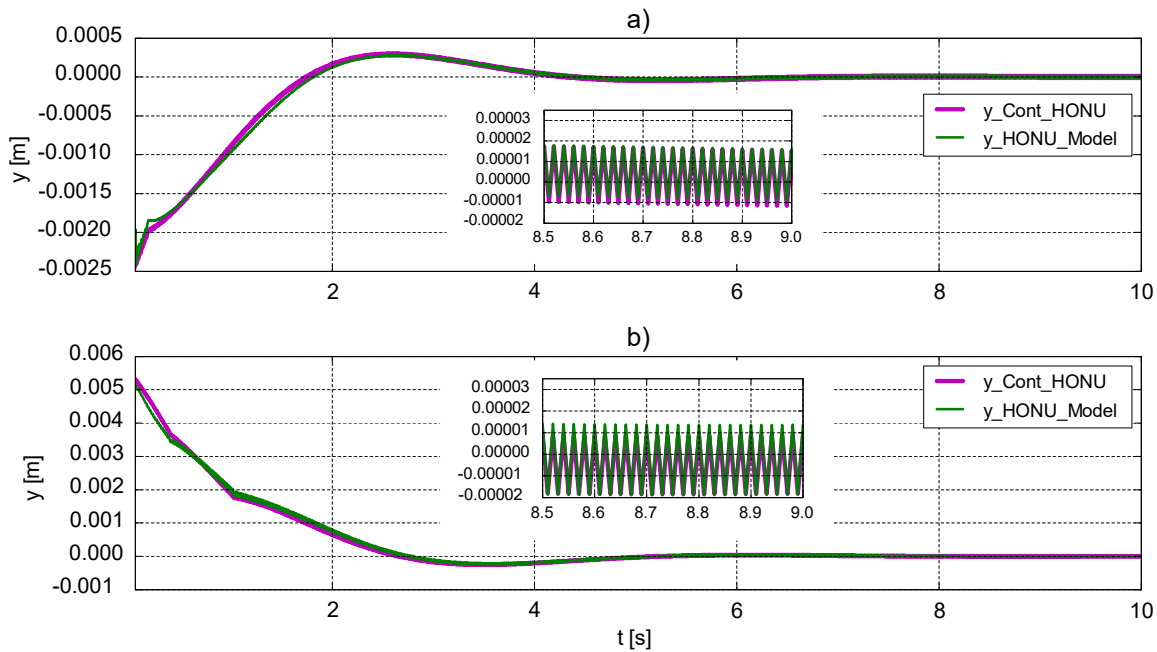 a)
0.0005
0.0000
-0.0005
-0.0010
-0.0015
-0.0020
-0.0025
y [m]
y_Cont_HONU
y_HONU_Model
0.00003
0.00002
0.00001
0.00000
-0.00001
-0.00002
8.5 8.6 8.7 8.8 8.9 9.0
2 4 6 8 10
b)
0.006
0.005
0.004
0.003
0.002
0.001
0.000
-0.001
y [m]
y_Cont_HONU
y_HONU_Model
0.00003
0.00002
0.00001
0.00000
-0.00001
-0.00002
8.5 8.6 8.7 8.8 8.9 9.0
2 4 6 8 10
t [s]